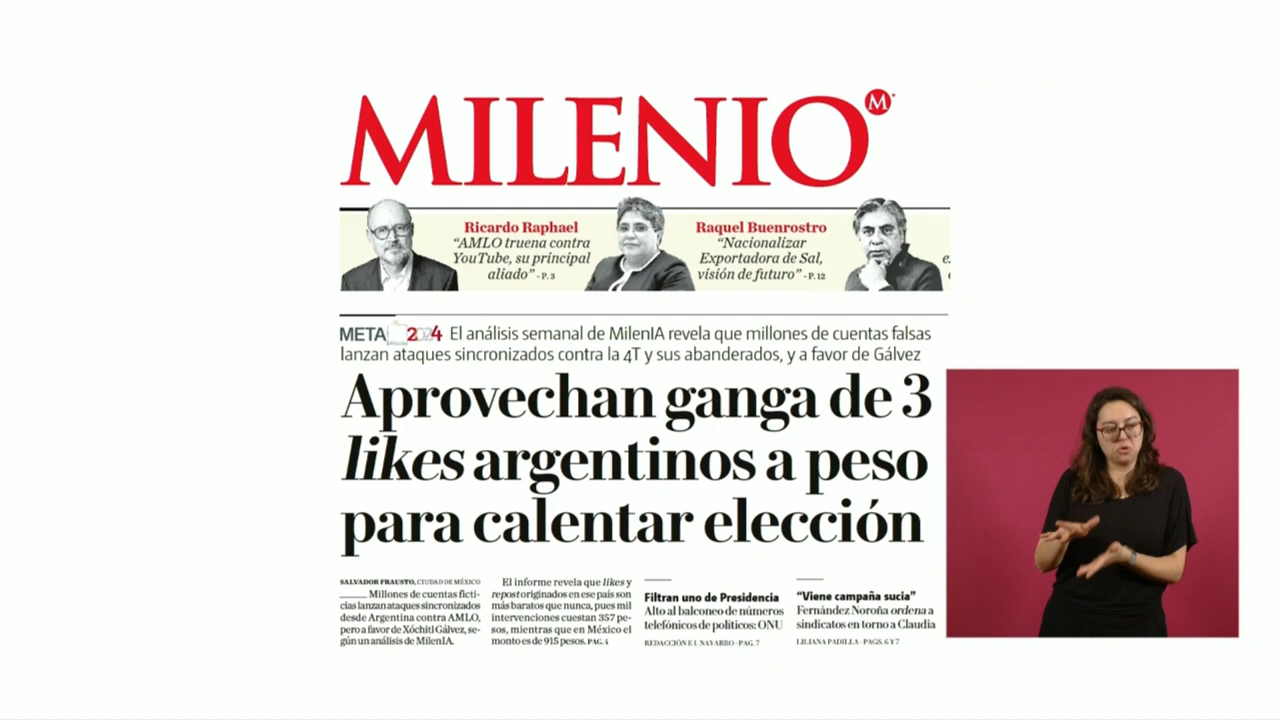 MILENIO M
Ricardo Raphael
“AMLO truena contra
YouTube, su principal
aliado” - P. 3
Raquel Buenrostro
“Nacionalizar
Exportadora de Sal,
visión de futuro” - P. 12
META 2024 El análisis semanal de MilenIA revela que millones de cuentas falsas
lanzan ataques sincronizados contra la 4T y sus abanderados, y a favor de Gálvez
Aprovechan ganga de 3
likes argentinos a peso
para calentar elección
SALVADOR FRAUSTO, CIUDAD DE MÉXICO
Millones de cuentas ficti-
cias lanzan ataques sincronizados
desde Argentina contra AMLO,
pero a favor de Xóchitl Gálvez, se-
gún un análisis de MilenIA.
El informe revela que likes y
repost originados en ese país son
más baratos que nunca, pues mil
intervenciones cuestan 357 pe-
sos, mientras que en México el
monto es de 915 pesos. PAG. 4
Filtran uno de Presidencia
Alto al balconeo de números
telefónicos de políticos: ONU
REDACCIÓN E I. NAVARRO - PAG. 7
“Viene campaña sucia”
Fernández Noroña ordena a
sindicatos en torno a Claudia
LILIANA PADILLA - PAGS. 6 Y 7